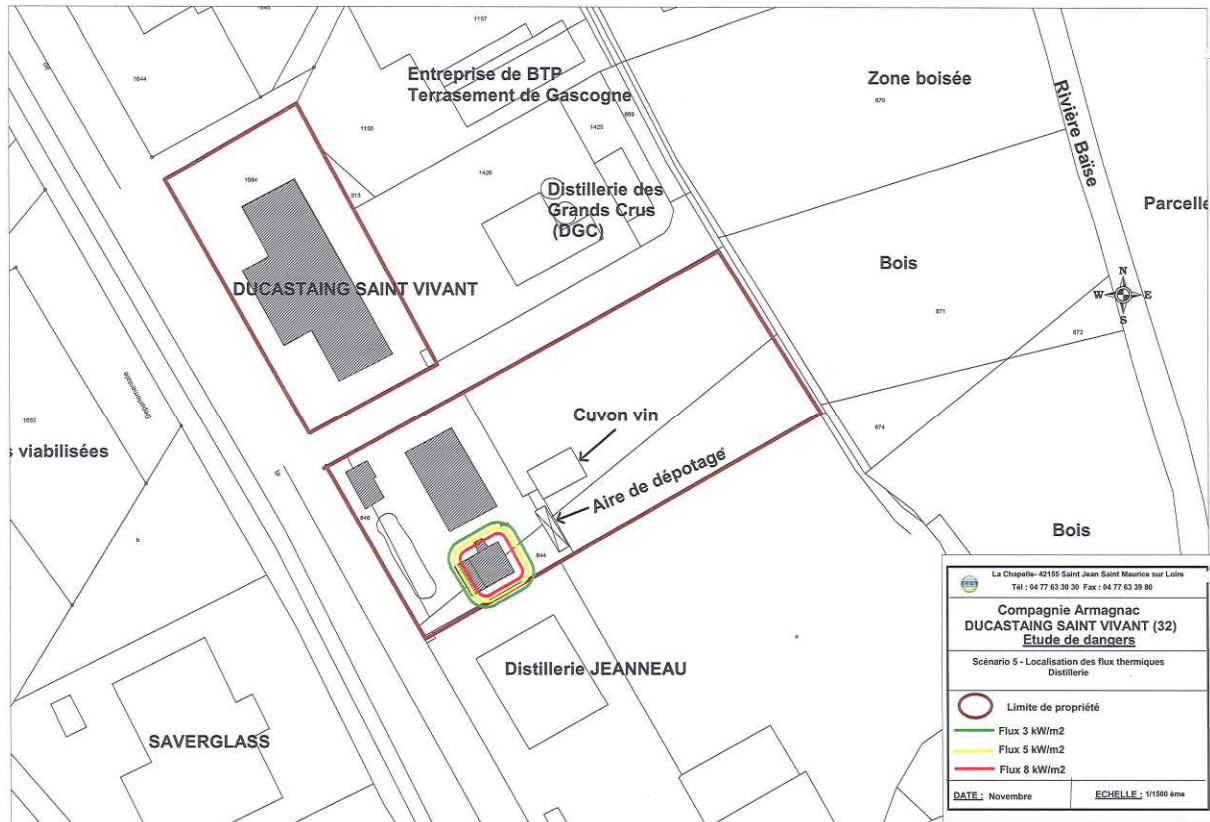 1645
1157
1644
Entreprise de BTP
Terrasement de Gascogne
Zone boisée
870
Rivière Baïse
1158
1425
869
1084
913
1426
Distillerie des
Grands Crus
(DGC)
Parcelle
Bois
DUCASTAING SAINT VIVANT
N
W
E
S
871
872
Départementale
1653
Cuvon vin
874
s viabilisées
Aire de dépotage
846
844
Bois
Distillerie JEANNEAU
SAVERGLASS
GES
La Chapelle- 42155 Saint Jean Saint Maurice sur Loire
Tél : 04 77 63 30 30 Fax : 04 77 63 39 80
Compagnie Armagnac
DUCASTAING SAINT VIVANT (32)
Etude de dangers
Scénario 5 - Localisation des flux thermiques
Distillerie
Limite de propriété
Flux 3 kW/m2
Flux 5 kW/m2
Flux 8 kW/m2
DATE : Novembre
ECHELLE : 1/1500 ème